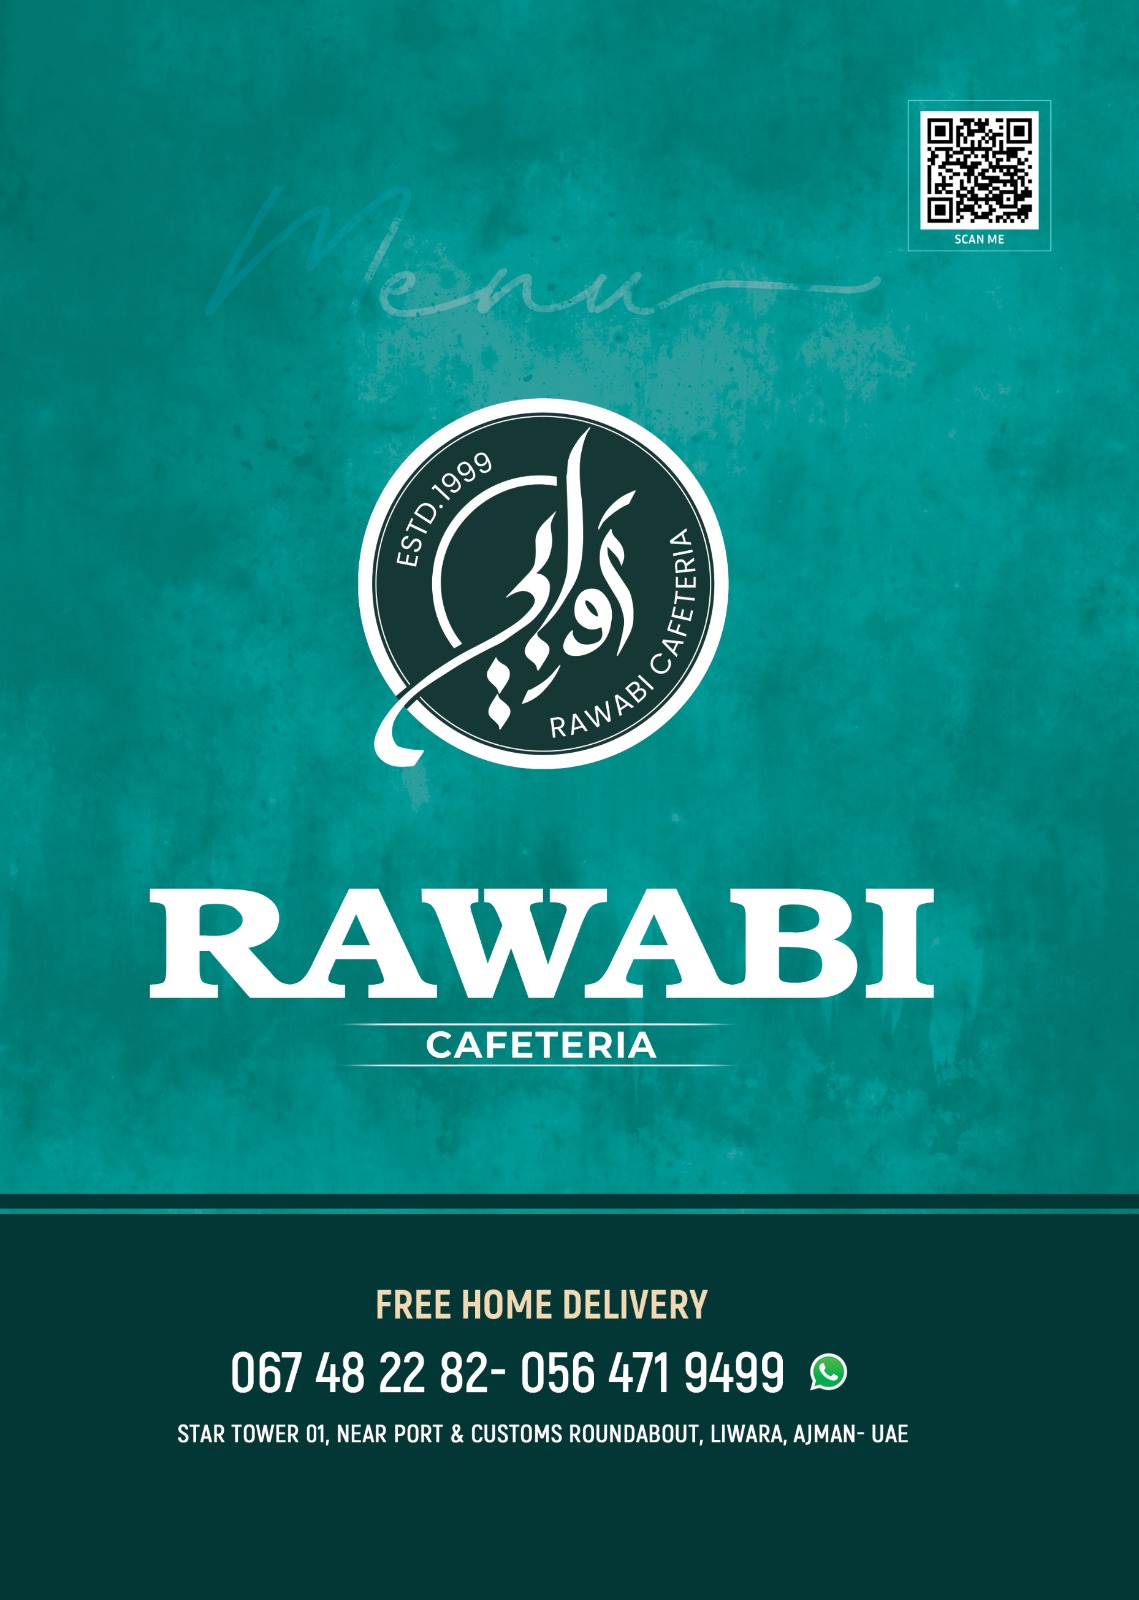 SCAN ME
Menu
ESTD.1999
روابي
RAWABI CAFETERIA
RAWABI
CAFETERIA
FREE HOME DELIVERY
067 48 22 82- 056 471 9499
STAR TOWER 01, NEAR PORT & CUSTOMS ROUNDABOUT, LIWARA, AJMAN- UAE